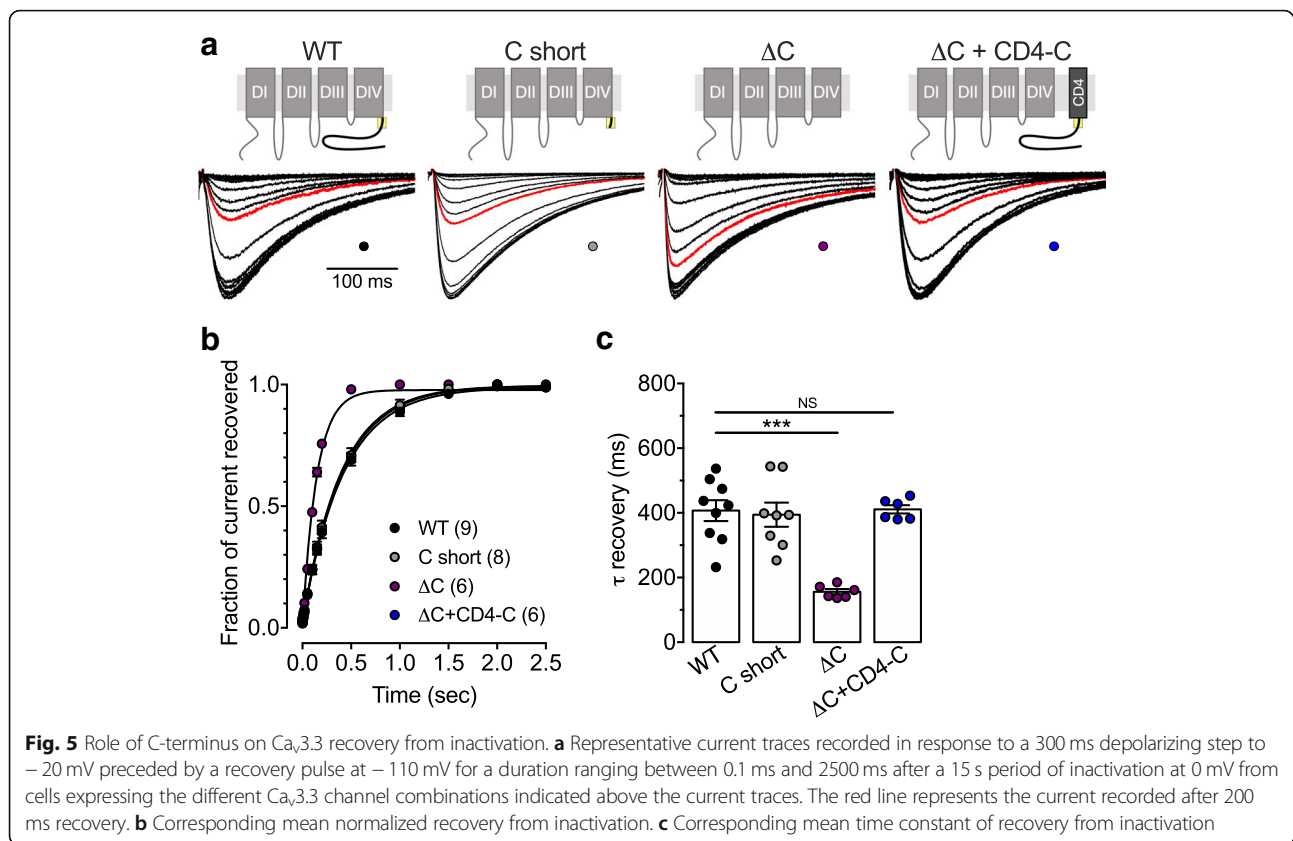 a
WT
C short
ΔC
ΔC + CD4-C
DI DII DIII DIV
DI DII DIII DIV
DI DII DIII DIV
DI DII DIII DIV CD4
100 ms
b
Fraction of current recovered
1.0
0.5
0.0
WT (9)
C short (8)
ΔC (6)
ΔC+CD4-C (6)
0.0 0.5 1.0 1.5 2.0 2.5
Time (sec)
c
τ recovery (ms)
800
600
400
200
0
NS
***
WT
C short
ΔC
ΔC+CD4-C
Fig. 5 Role of C-terminus on Caᵥ3.3 recovery from inactivation. a Representative current traces recorded in response to a 300 ms depolarizing step to
− 20 mV preceded by a recovery pulse at − 110 mV for a duration ranging between 0.1 ms and 2500 ms after a 15 s period of inactivation at 0 mV from
cells expressing the different Caᵥ3.3 channel combinations indicated above the current traces. The red line represents the current recorded after 200
ms recovery. b Corresponding mean normalized recovery from inactivation. c Corresponding mean time constant of recovery from inactivation